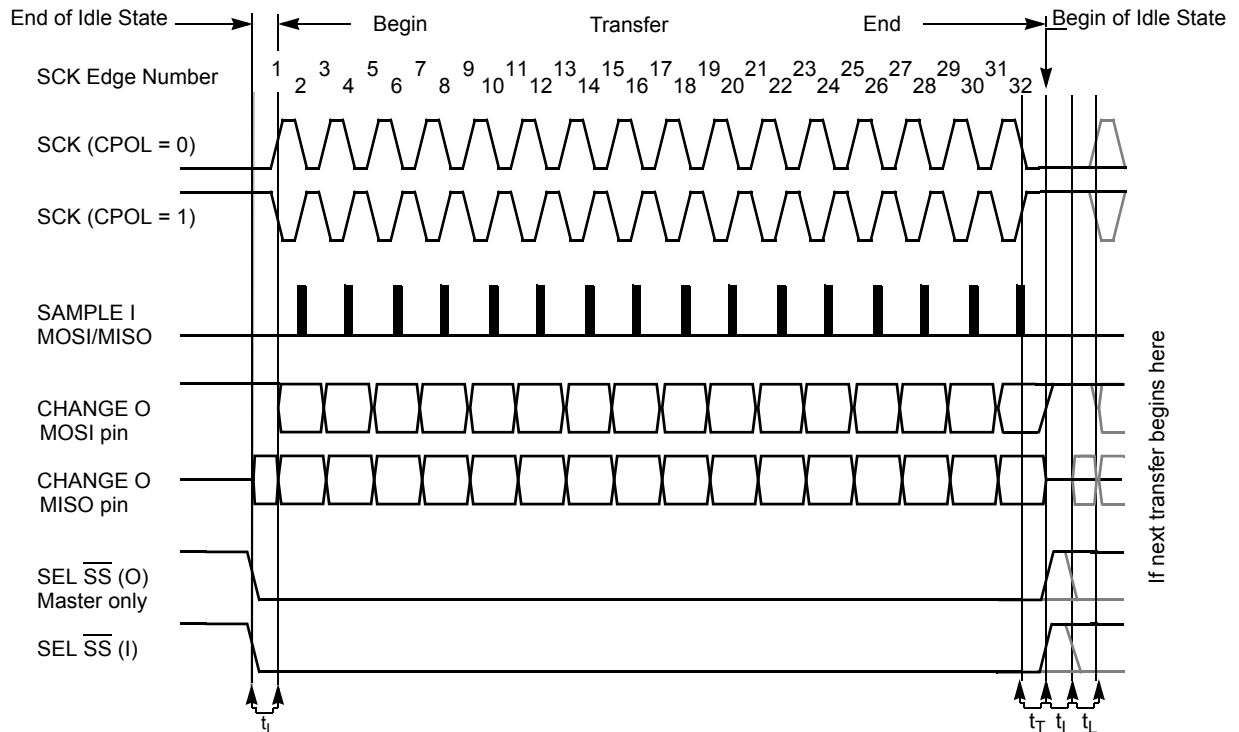 End of Idle State
Begin
Transfer
End
Begin of Idle State
SCK Edge Number
1 3 5 7 9 11 13 15 17 19 21 23 25 27 29 31
2 4 6 8 10 12 14 16 18 20 22 24 26 28 30 32
SCK (CPOL = 0)
SCK (CPOL = 1)
SAMPLE I
MOSI/MISO
CHANGE O
MOSI pin
CHANGE O
MISO pin
SEL SS (O)
Master only
SEL SS (I)
tL
tT tI tL
If next transfer begins here